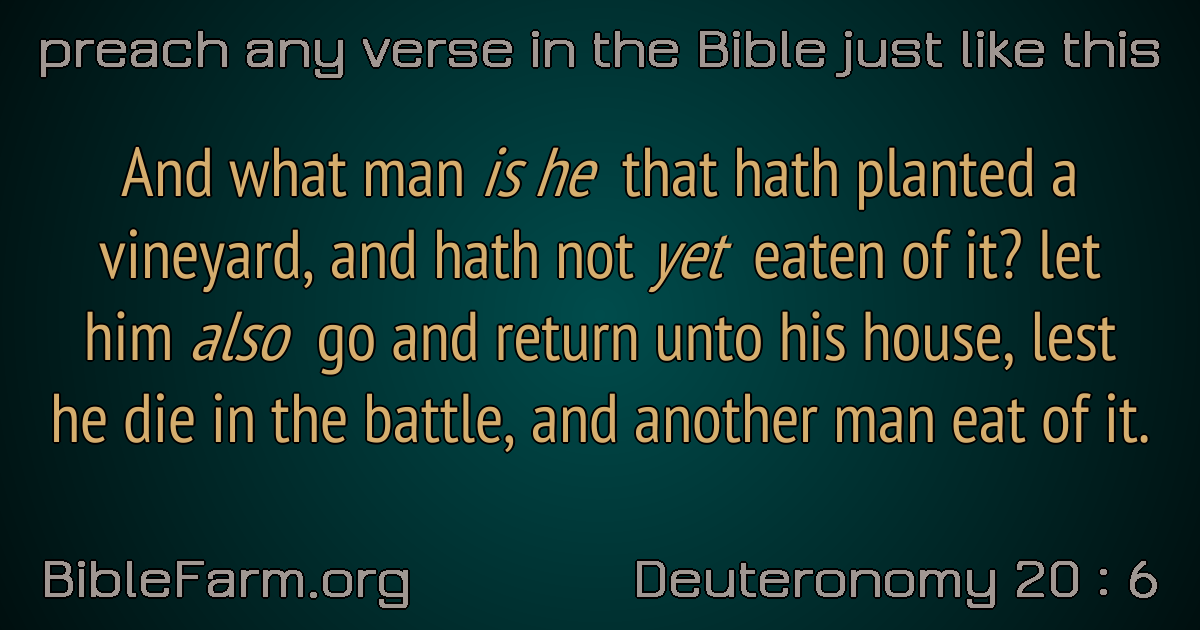 preach any verse in the Bible just like this
And what man is he that hath planted a
vineyard, and hath not yet eaten of it? let
him also go and return unto his house, lest
he die in the battle, and another man eat of it.
BibleFarm.org
Deuteronomy 20 : 6